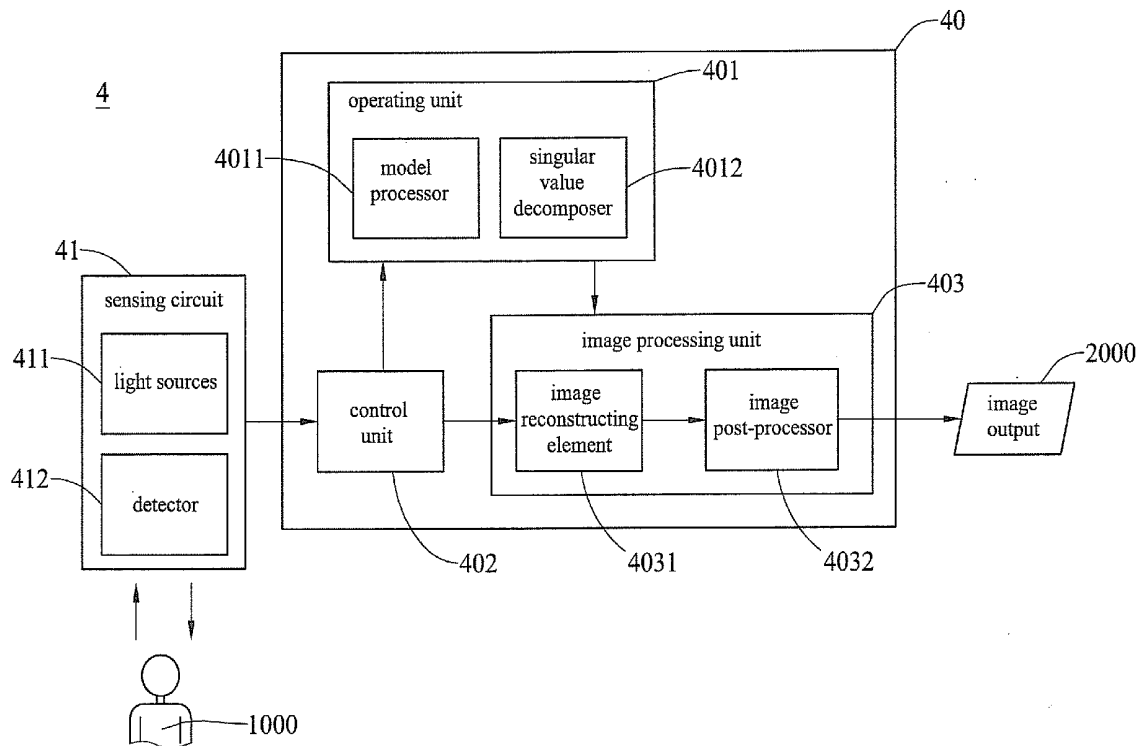 40
4
401
operating unit
4011
model
processor
singular
value
decomposer
4012
41
sensing circuit
411
light sources
412
detector
403
image processing unit
control
unit
image
reconstructing
element
image
post-processor
2000
image
output
402
4031
4032
1000